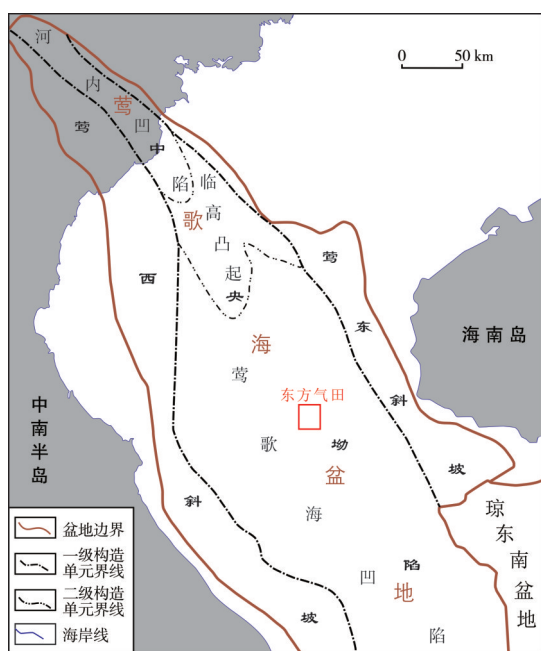 0 50 km
河内凹陷
莺歌海盆地
莺西斜坡
中央坳陷
临高凸起
莺东斜坡
莺歌海凹陷
东方气田
海南岛
中南半岛
琼东南盆地
盆地边界
一级构造
单元界线
二级构造
单元界线
海岸线